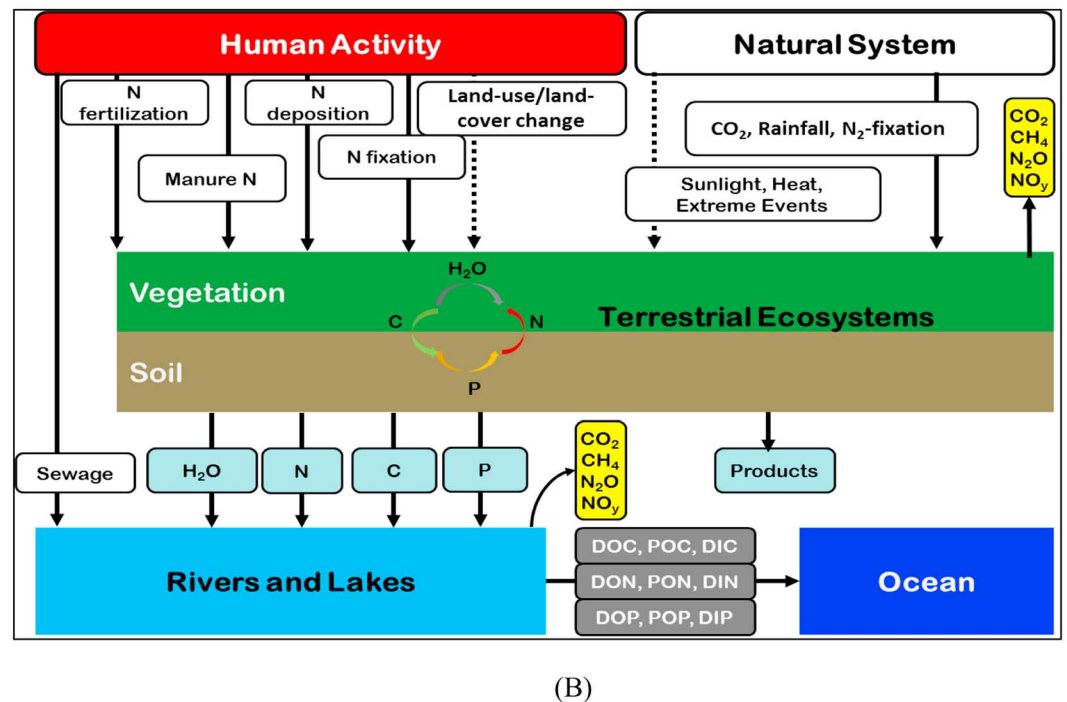 Human Activity
Natural System
N
fertilization
N
deposition
Land-use/land-
cover change
CO₂, Rainfall, N₂-fixation
CO₂
CH₄
N₂O
NOy
Manure N
N fixation
Sunlight, Heat,
Extreme Events
Vegetation
H₂O
C
N
Terrestrial Ecosystems
Soil
P
Sewage
H₂O
N
C
P
CO₂
CH₄
N₂O
NOy
Products
Rivers and Lakes
DOC, POC, DIC
DON, PON, DIN
DOP, POP, DIP
Ocean
(B)